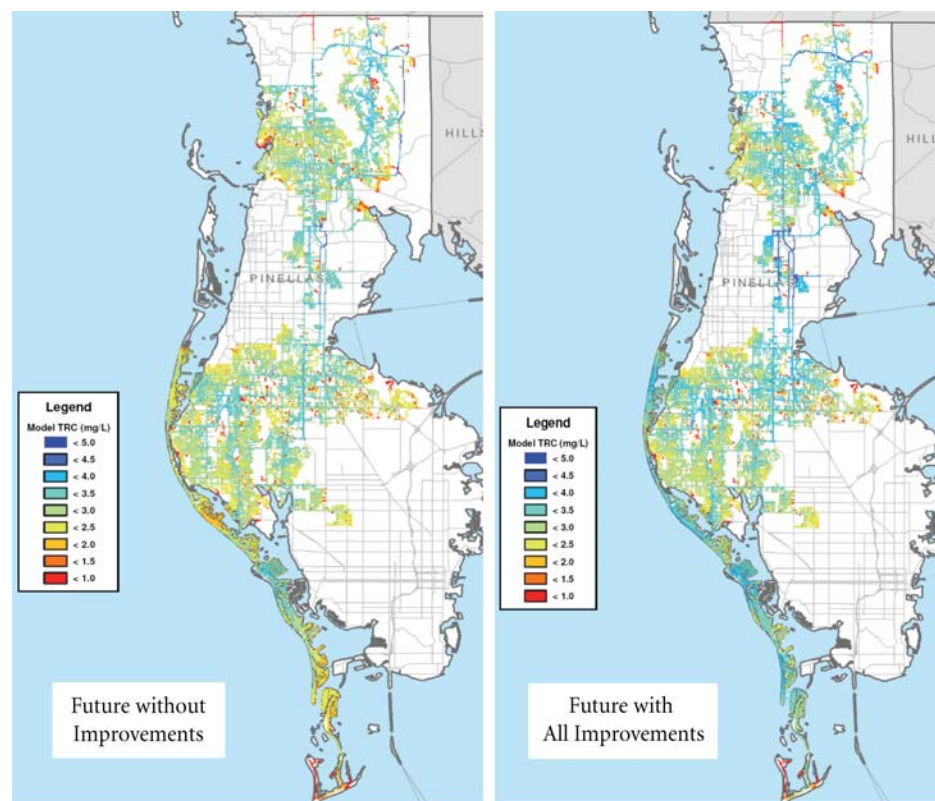 HILLS
PINELLAS
Legend
Model TRC (mg/L)
< 5.0
< 4.5
< 4.0
< 3.5
< 3.0
< 2.5
< 2.0
< 1.5
< 1.0
Future without
Improvements
HILL
PINELLAS
Legend
Model TRC (mg/L)
< 5.0
< 4.5
< 4.0
< 3.5
< 3.0
< 2.5
< 2.0
< 1.5
< 1.0
Future with
All Improvements